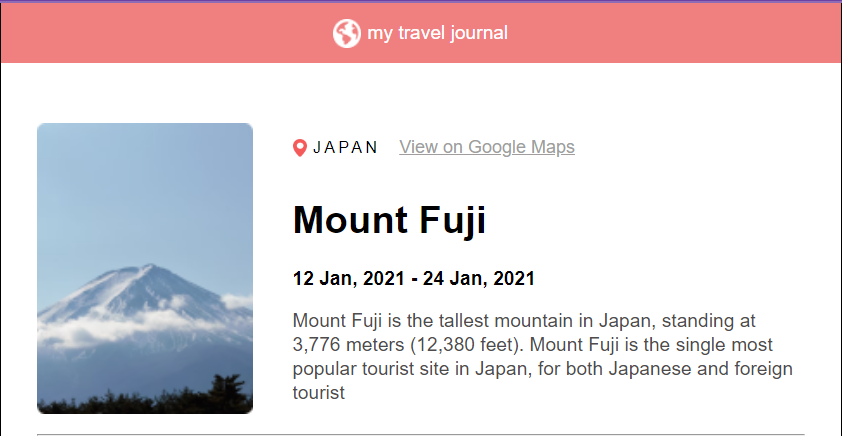 my travel journal
JAPAN View on Google Maps
Mount Fuji
12 Jan, 2021 - 24 Jan, 2021
Mount Fuji is the tallest mountain in Japan, standing at
3,776 meters (12,380 feet). Mount Fuji is the single most
popular tourist site in Japan, for both Japanese and foreign
tourist